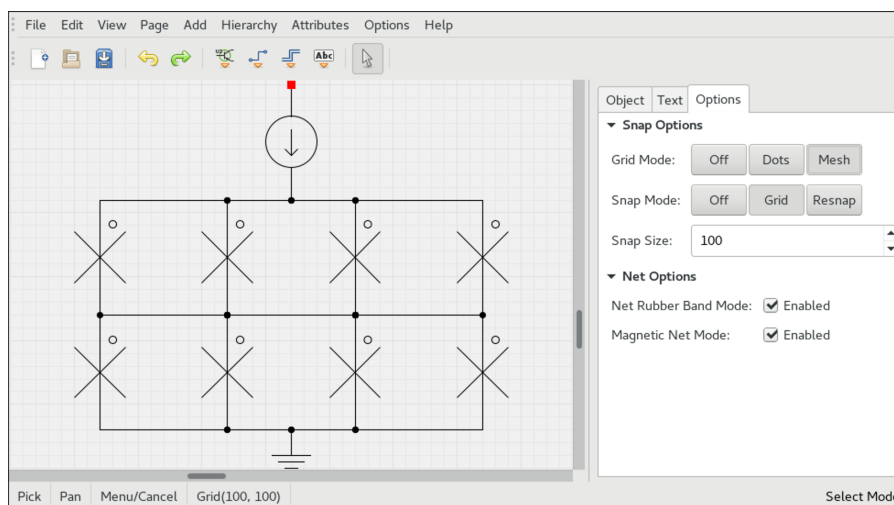 File Edit View Page Add Hierarchy Attributes Options Help
Abc
Object Text Options
Snap Options
Grid Mode: Off Dots Mesh
Snap Mode: Off Grid Resnap
Snap Size: 100
Net Options
Net Rubber Band Mode: Enabled
Magnetic Net Mode: Enabled
Pick Pan Menu/Cancel Grid(100, 100) Select Mode